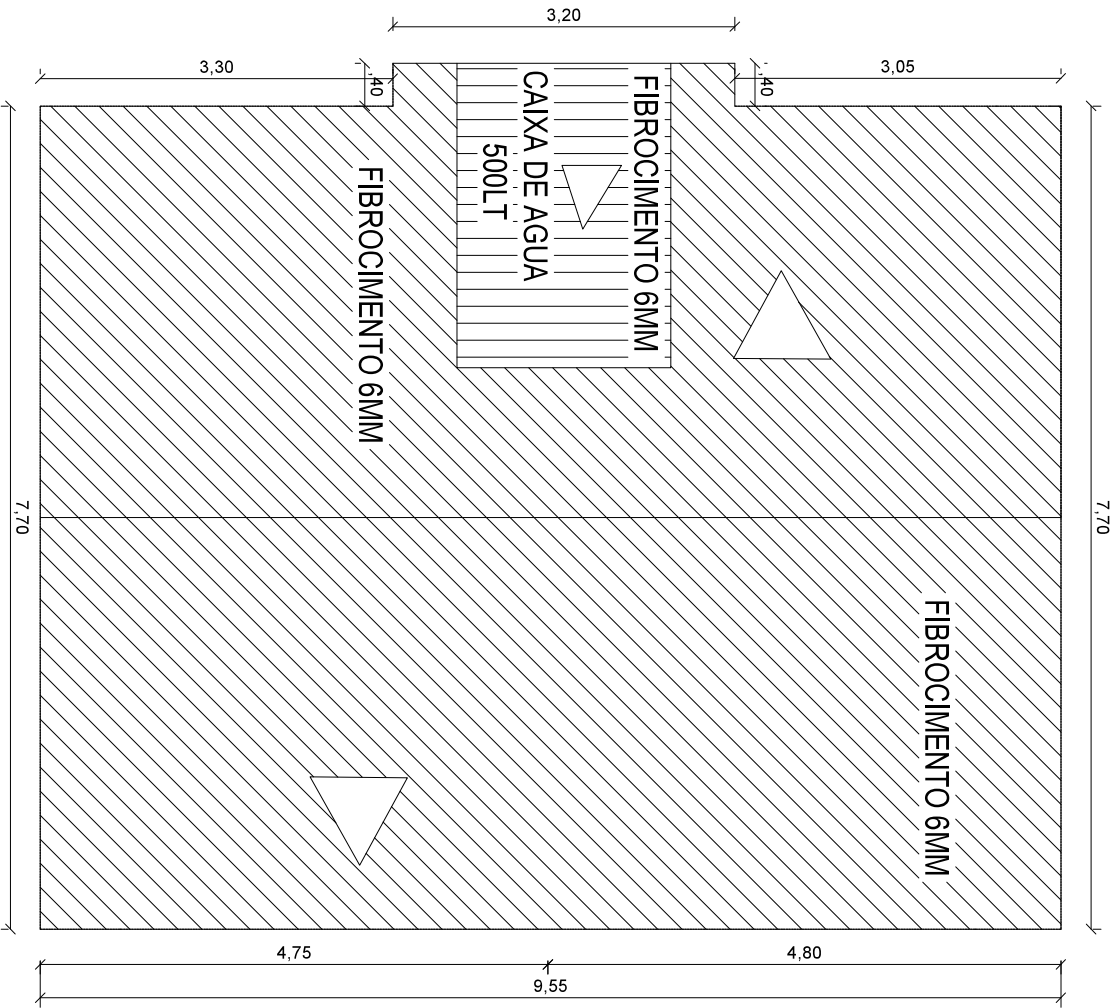 3,20
3,30
,40
,40
3,05
CAIXA DE AGUA
500LT
FIBROCIMENTO 6MM
FIBROCIMENTO 6MM
7,70
7,70
FIBROCIMENTO 6MM
4,75
4,80
9,55